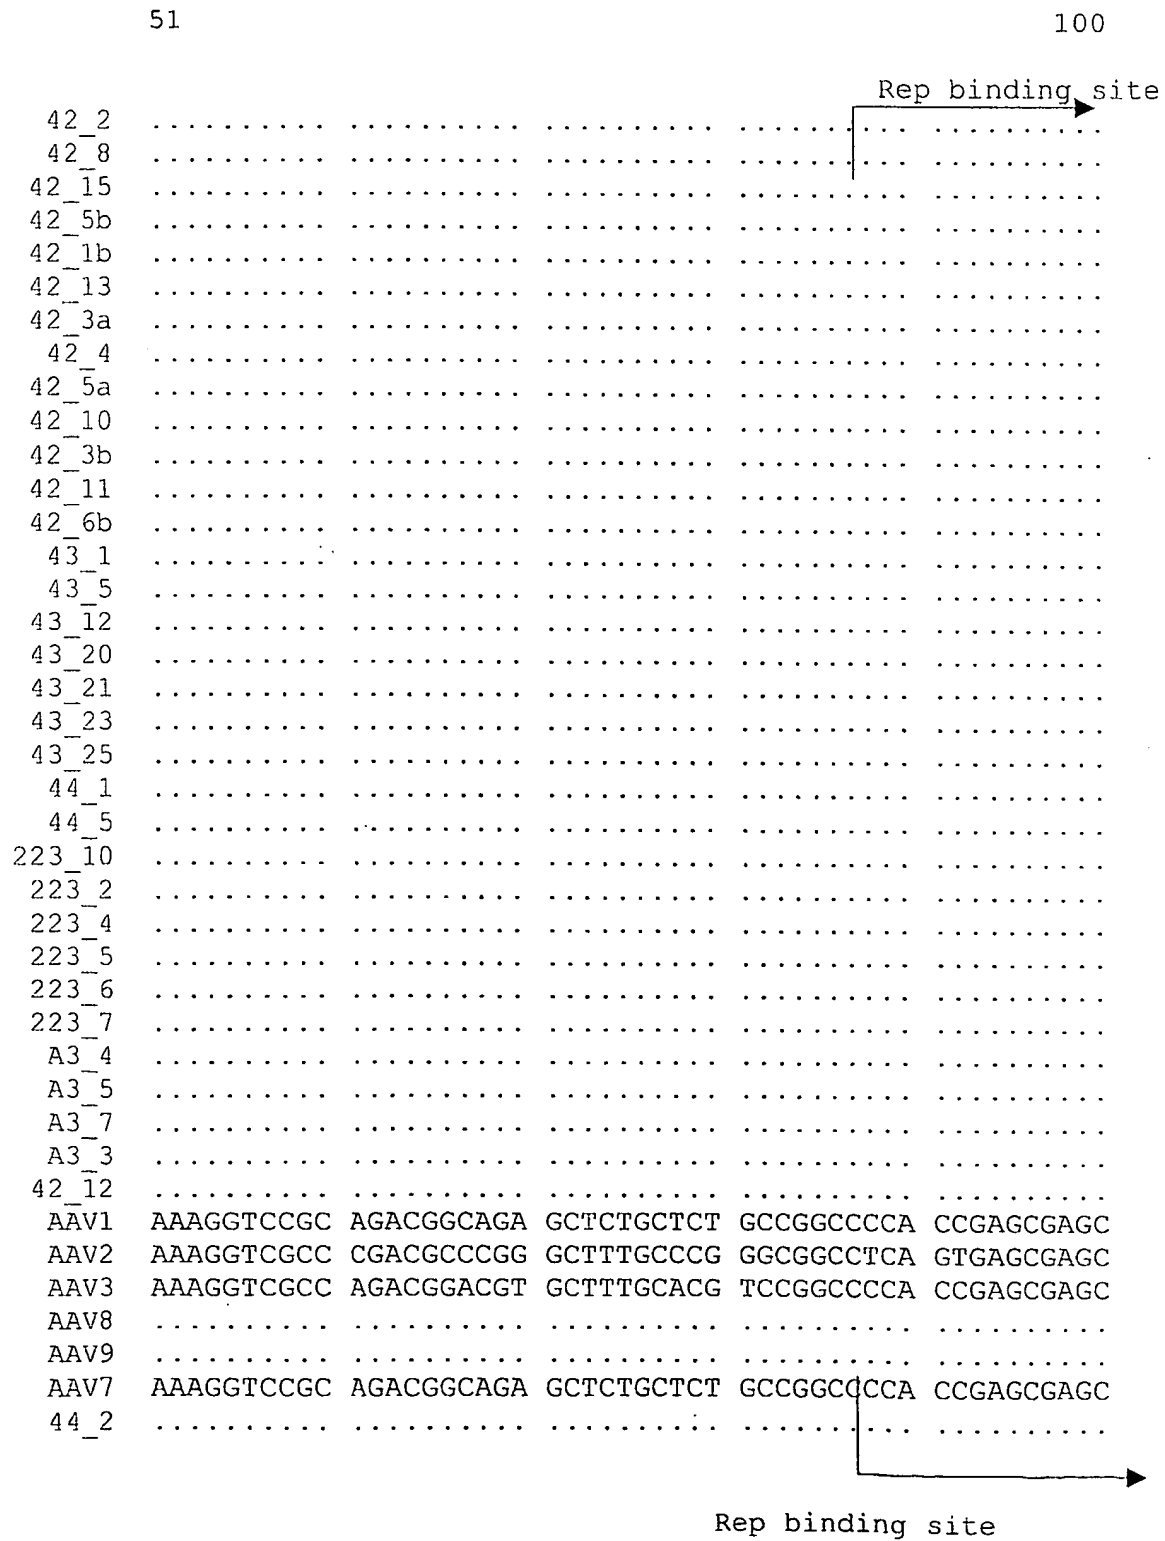 51 100
Rep binding site
42_2 .......... .......... .......... .......... ..........
42_8 .......... .......... .......... .......... ..........
42_15 .......... .......... .......... .......... ..........
42_5b .......... .......... .......... .......... ..........
42_1b .......... .......... .......... .......... ..........
42_13 .......... .......... .......... .......... ..........
42_3a .......... .......... .......... .......... ..........
42_4 .......... .......... .......... .......... ..........
42_5a .......... .......... .......... .......... ..........
42_10 .......... .......... .......... .......... ..........
42_3b .......... .......... .......... .......... ..........
42_11 .......... .......... .......... .......... ..........
42_6b .......... .......... .......... .......... ..........
43_1 .......... .......... .......... .......... ..........
43_5 .......... .......... .......... .......... ..........
43_12 .......... .......... .......... .......... ..........
43_20 .......... .......... .......... .......... ..........
43_21 .......... .......... .......... .......... ..........
43_23 .......... .......... .......... .......... ..........
43_25 .......... .......... .......... .......... ..........
44_1 .......... .......... .......... .......... ..........
44_5 .......... .......... .......... .......... ..........
223_10 .......... .......... .......... .......... ..........
223_2 .......... .......... .......... .......... ..........
223_4 .......... .......... .......... .......... ..........
223_5 .......... .......... .......... .......... ..........
223_6 .......... .......... .......... .......... ..........
223_7 .......... .......... .......... .......... ..........
A3_4 .......... .......... .......... .......... ..........
A3_5 .......... .......... .......... .......... ..........
A3_7 .......... .......... .......... .......... ..........
A3_3 .......... .......... .......... .......... ..........
42_12 .......... .......... .......... .......... ..........
AAV1 AAAGGTCCGC AGACGGCAGA GCTCTGCTCT GCCGGCCCCA CCGAGCGAGC
AAV2 AAAGGTCGCC CGACGCCCGG GCTTTGCCCG GGCGGCCTCA GTGAGCGAGC
AAV3 AAAGGTCGCC AGACGGACGT GCTTTGCACG TCCGGCCCCA CCGAGCGAGC
AAV8 .......... .......... .......... .......... ..........
AAV9 .......... .......... .......... .......... ..........
AAV7 AAAGGTCCGC AGACGGCAGA GCTCTGCTCT GCCGGCCCCA CCGAGCGAGC
44_2 .......... .......... .......... .......... ..........
Rep binding site